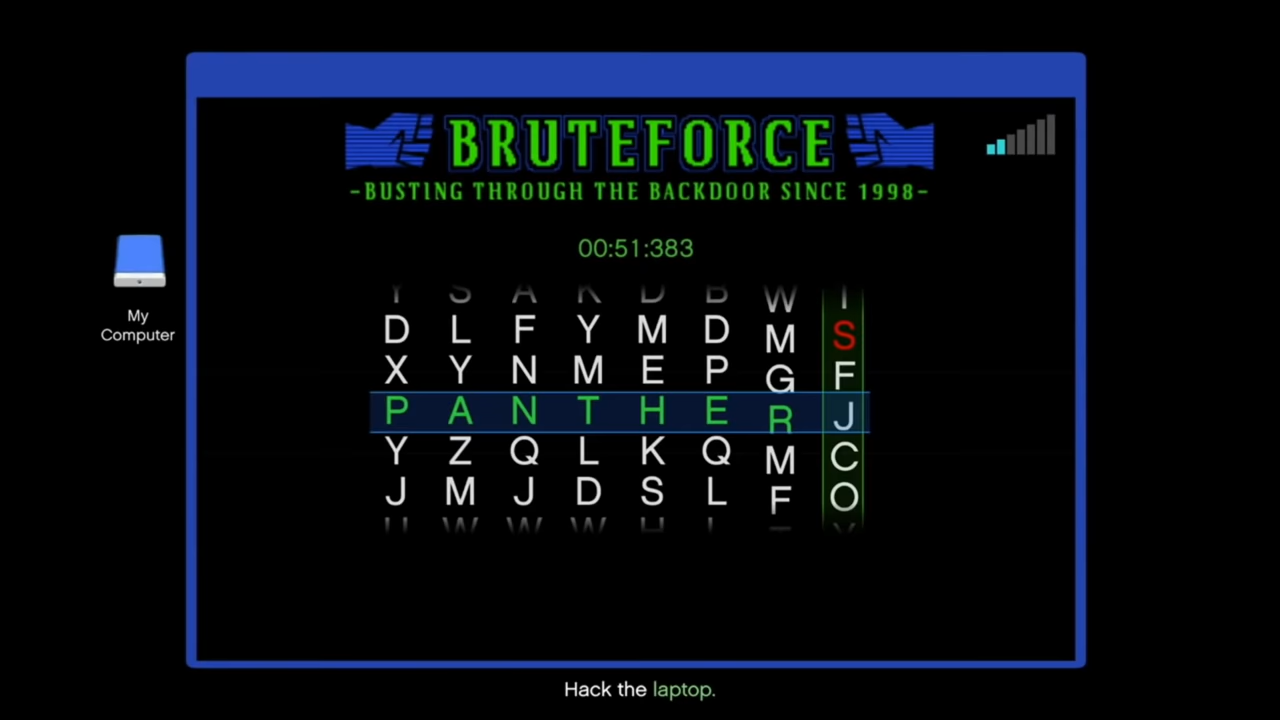 BRUTEFORCE
-BUSTING THROUGH THE BACKDOOR SINCE 1998-
00:51:383
Y S A K D B W
D L F Y M D M S
X Y N M E P G F
P A N T H E R J
Y Z Q L K Q M C
J M J D S L F O
My
Computer
Hack the laptop.